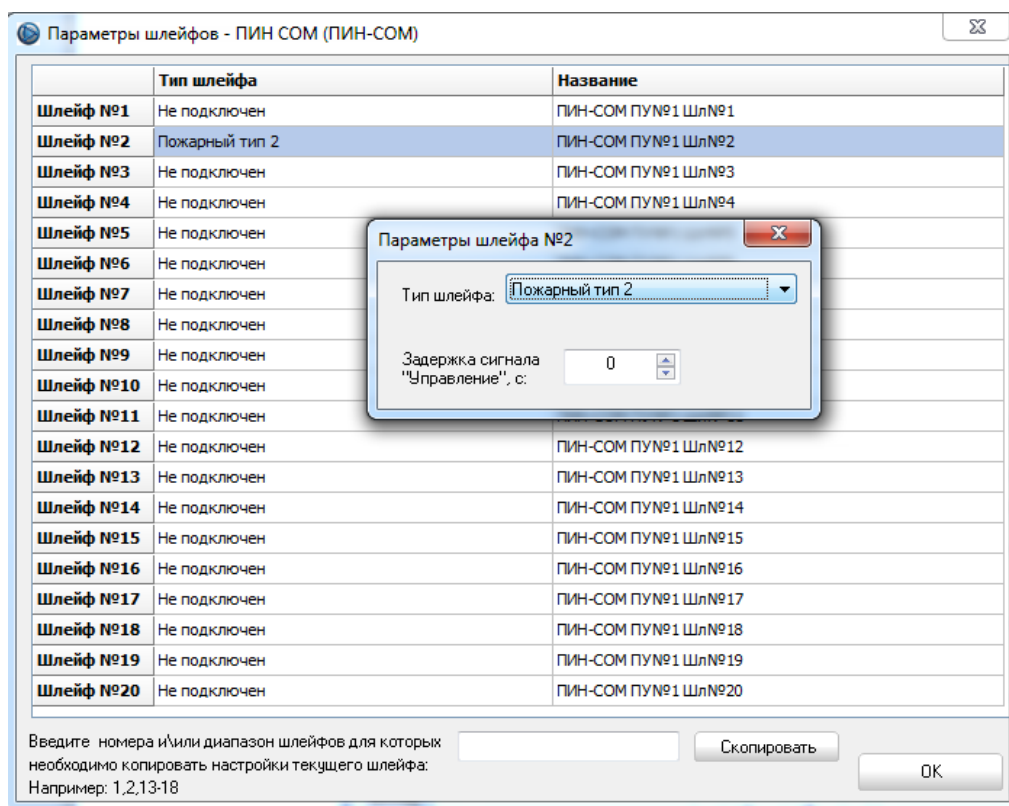 Параметры шлейфов - ПИН СОМ (ПИН-СОМ)
Тип шлейфа Название
Шлейф №1 Не подключен ПИН-СОМ ПУ№1 Шл№1
Шлейф №2 Пожарный тип 2 ПИН-СОМ ПУ№1 Шл№2
Шлейф №3 Не подключен ПИН-СОМ ПУ№1 Шл№3
Шлейф №4 Не подключен ПИН-СОМ ПУ№1 Шл№4
Шлейф №5 Не подключен
Шлейф №6 Не подключен
Шлейф №7 Не подключен
Шлейф №8 Не подключен
Шлейф №9 Не подключен
Шлейф №10 Не подключен
Шлейф №11 Не подключен
Параметры шлейфа №2
Тип шлейфа: Пожарный тип 2
Задержка сигнала
"Управление", с: 0
Шлейф №12 Не подключен ПИН-СОМ ПУ№1 Шл№12
Шлейф №13 Не подключен ПИН-СОМ ПУ№1 Шл№13
Шлейф №14 Не подключен ПИН-СОМ ПУ№1 Шл№14
Шлейф №15 Не подключен ПИН-СОМ ПУ№1 Шл№15
Шлейф №16 Не подключен ПИН-СОМ ПУ№1 Шл№16
Шлейф №17 Не подключен ПИН-СОМ ПУ№1 Шл№17
Шлейф №18 Не подключен ПИН-СОМ ПУ№1 Шл№18
Шлейф №19 Не подключен ПИН-СОМ ПУ№1 Шл№19
Шлейф №20 Не подключен ПИН-СОМ ПУ№1 Шл№20
Введите номера и\или диапазон шлейфов для которых
необходимо копировать настройки текущего шлейфа:
Например: 1,2,13-18
Скопировать
OK